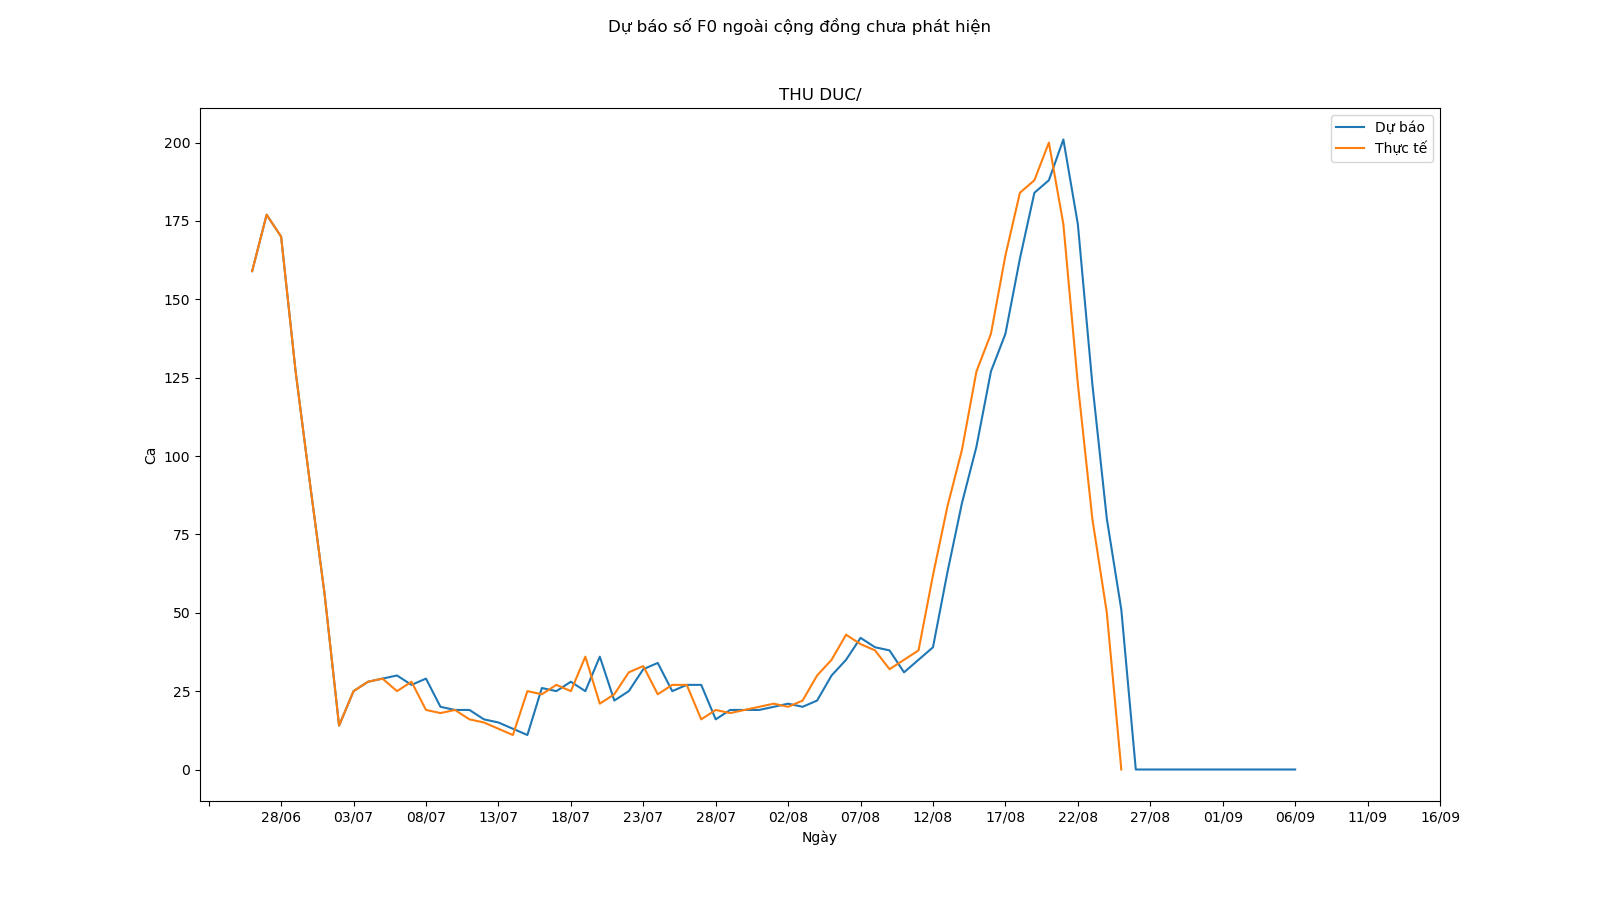 Dự báo số F0 ngoài cộng đồng chưa phát hiện
THU DUC/
Dự báo
Thực tế
200
175
150
125
100
75
50
25
0
Ca
28/06 03/07 08/07 13/07 18/07 23/07 28/07 02/08 07/08 12/08 17/08 22/08 27/08 01/09 06/09 11/09 16/09
Ngày